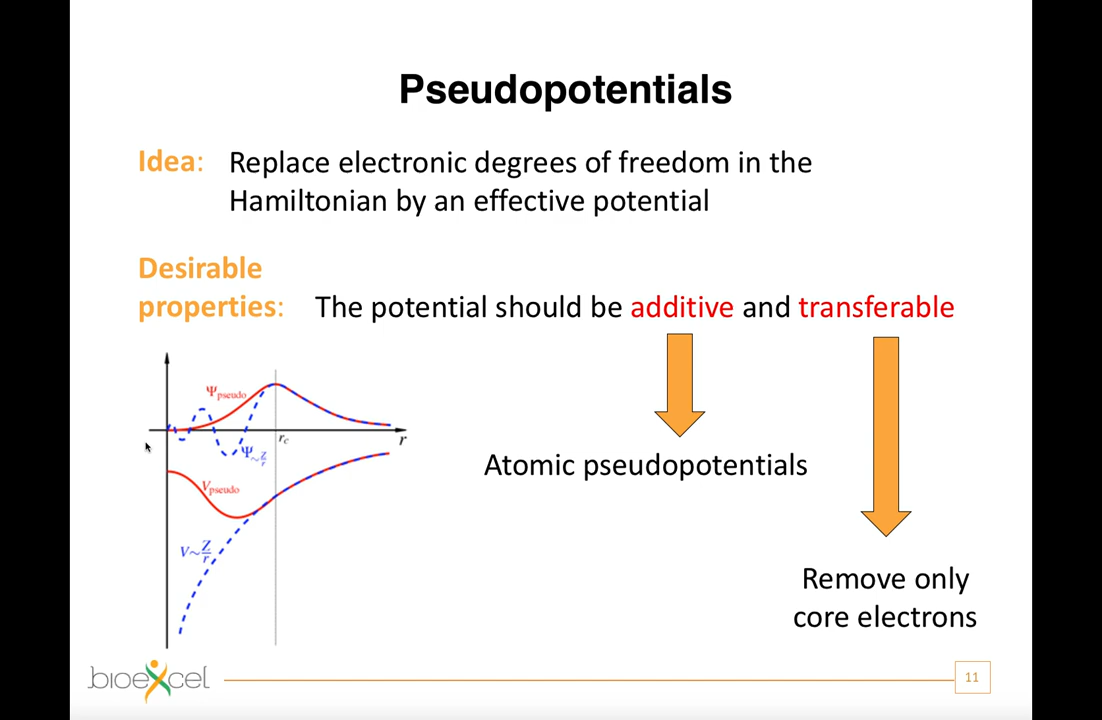 Pseudopotentials
Idea: Replace electronic degrees of freedom in the
Hamiltonian by an effective potential
Desirable
properties: The potential should be additive and transferable
Ψpseudo
r
rc
Ψ~Z/r
Vpseudo
V~Z/r
Atomic pseudopotentials
Remove only
core electrons
bioexcel
11